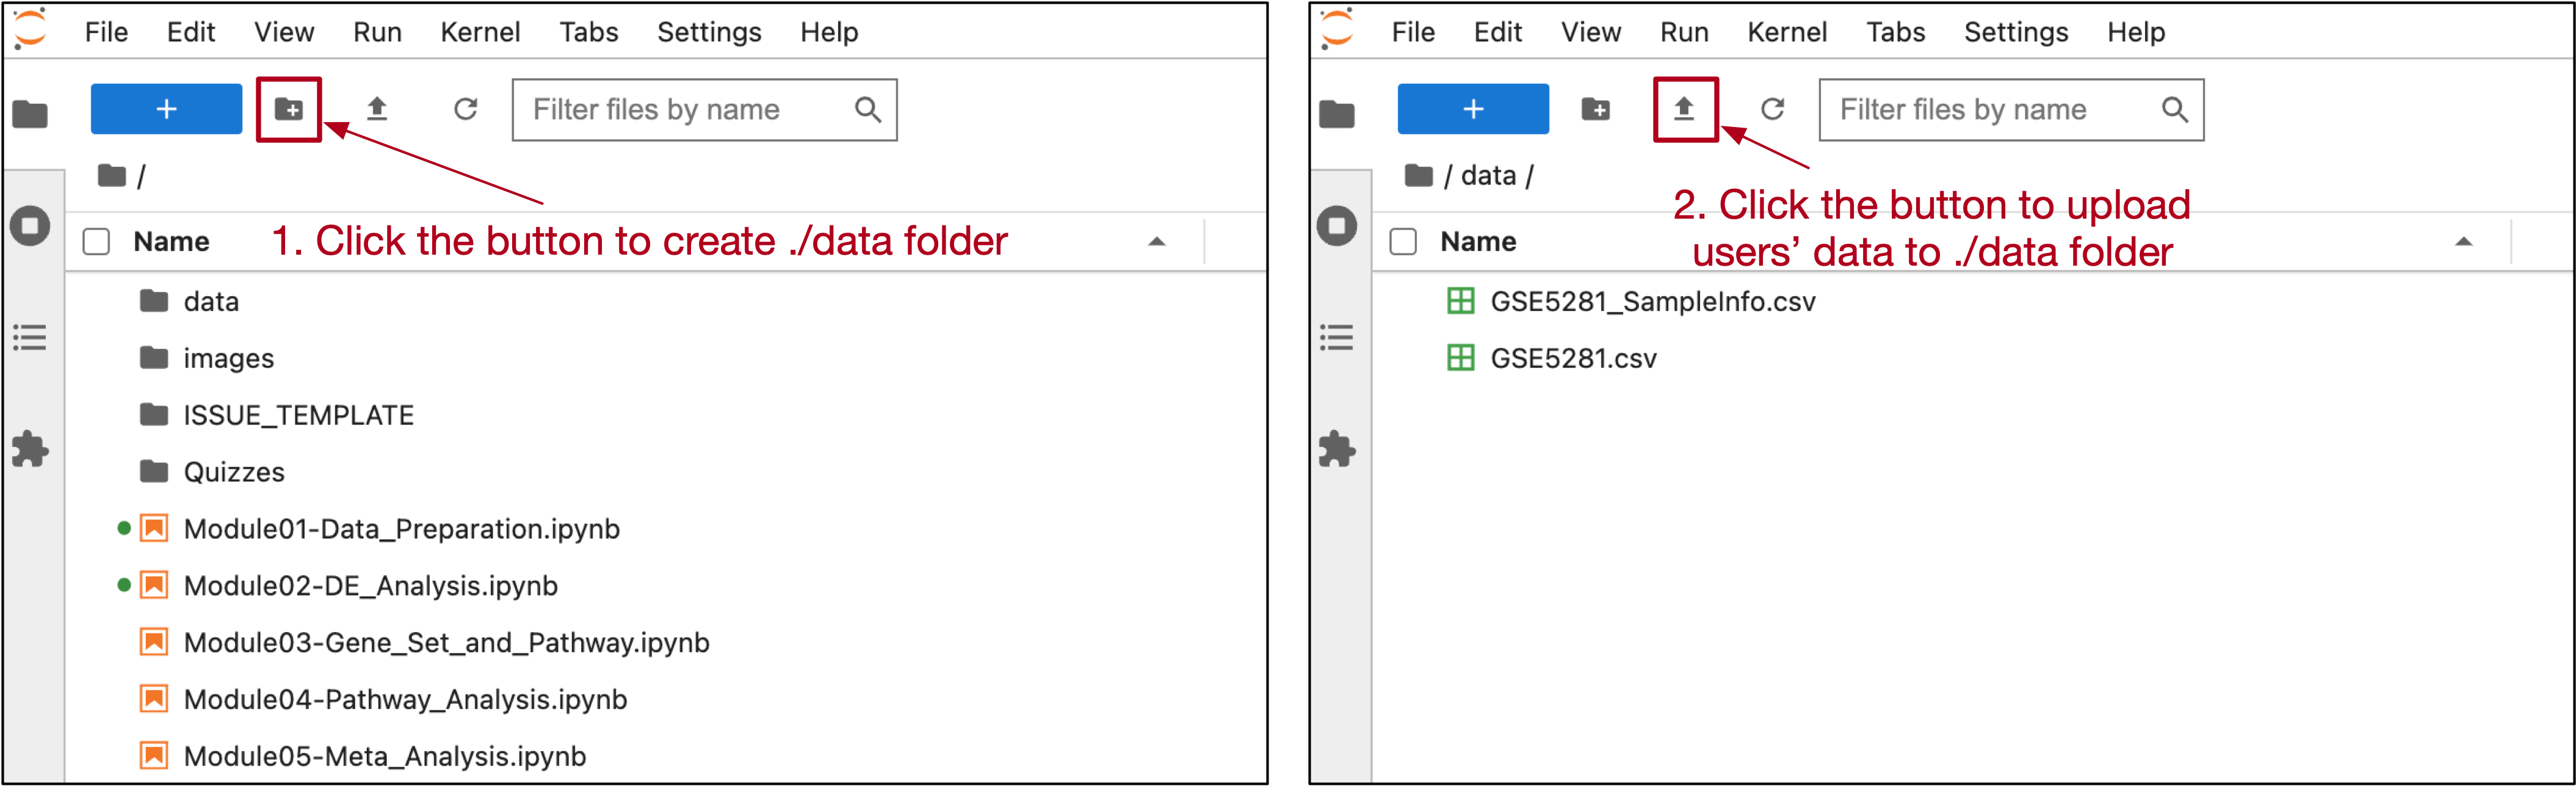 File Edit View Run Kernel Tabs Settings Help
+
Filter files by name
/
Name
1. Click the button to create ./data folder
data
images
ISSUE_TEMPLATE
Quizzes
Module01-Data_Preparation.ipynb
Module02-DE_Analysis.ipynb
Module03-Gene_Set_and_Pathway.ipynb
Module04-Pathway_Analysis.ipynb
Module05-Meta_Analysis.ipynb
File Edit View Run Kernel Tabs Settings Help
+
Filter files by name
/ data /
2. Click the button to upload
users’ data to ./data folder
Name
GSE5281_SampleInfo.csv
GSE5281.csv